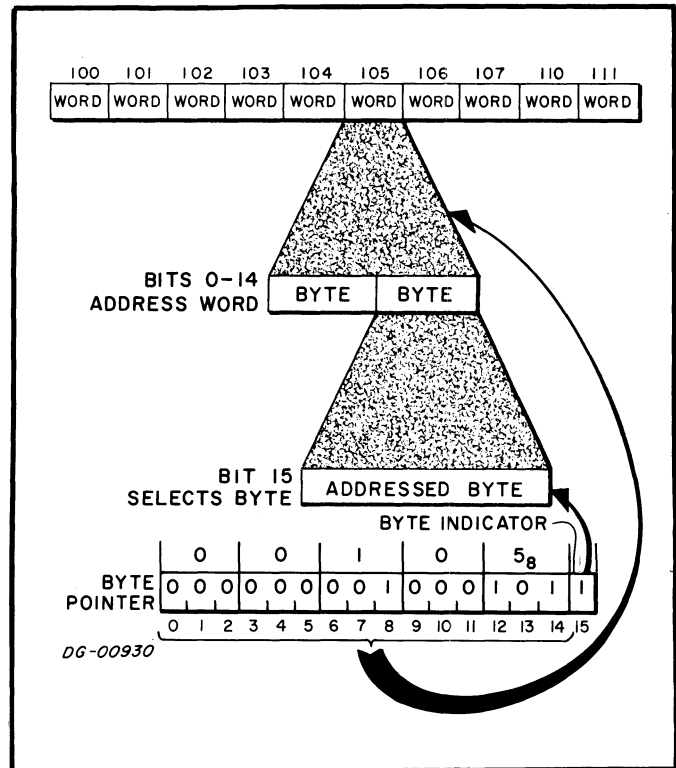 100 101 102 103 104 105 106 107 110 111
WORD WORD WORD WORD WORD WORD WORD WORD WORD WORD
BITS 0-14
ADDRESS WORD
BYTE BYTE
BIT 15
SELECTS BYTE
ADDRESSED BYTE
BYTE INDICATOR
0 0 1 0 5₈
BYTE
POINTER
0 0 0 0 0 0 0 0 1 0 0 0 1 0 1 1
0 1 2 3 4 5 6 7 8 9 10 11 12 13 14 15
DG-00930